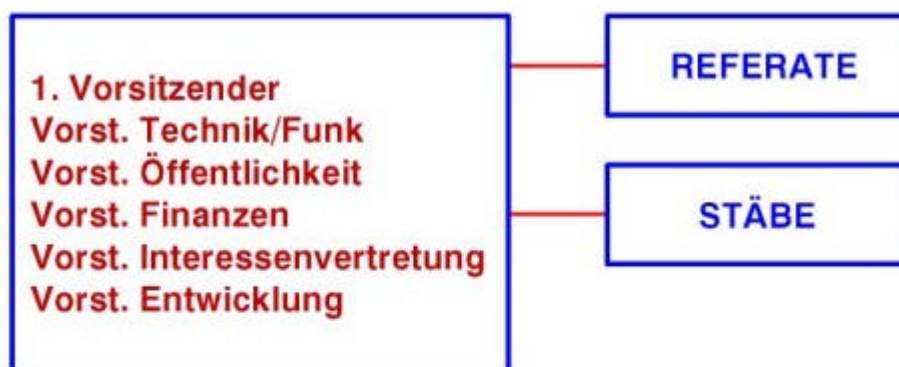 1. Vorsitzender
Vorst. Technik/Funk
Vorst. Öffentlichkeit
Vorst. Finanzen
Vorst. Interessenvertretung
Vorst. Entwicklung
REFERATE
STÄBE